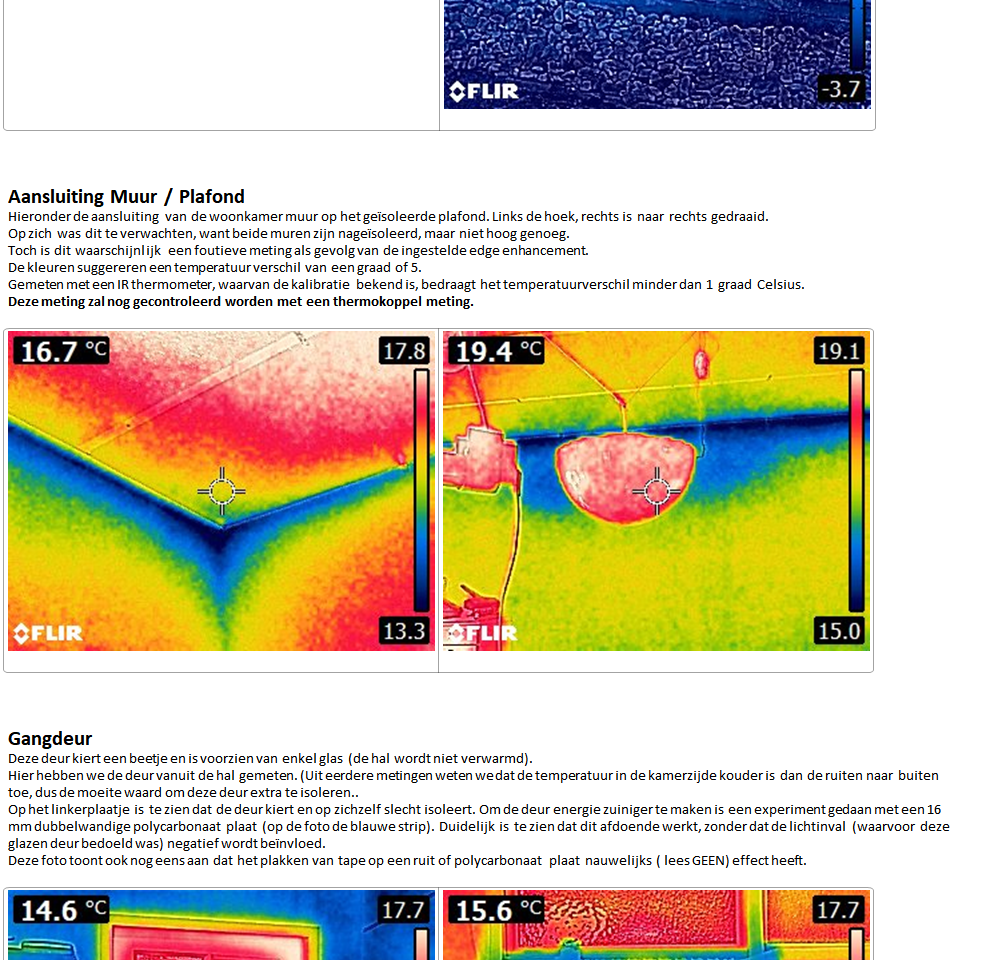 FLIR
-3.7
Aansluiting Muur / Plafond
Hieronder de aansluiting van de woonkamer muur op het geïsoleerde plafond. Links de hoek, rechts is naar rechts gedraaid.
Op zich was dit te verwachten, want beide muren zijn nageïsoleerd, maar niet hoog genoeg.
Toch is dit waarschijnlijk een foutieve meting als gevolg van de ingestelde edge enhancement.
De kleuren suggereren een temperatuur verschil van een graad of 5.
Gemeten met een IR thermometer, waarvan de kalibratie bekend is, bedraagt het temperatuurverschil minder dan 1 graad Celsius.
Deze meting zal nog gecontroleerd worden met een thermokoppel meting.
16.7 °C 17.8 19.4 °C 19.1
FLIR 13.3 FLIR 15.0
Gangdeur
Deze deur kiert een beetje en is voorzien van enkel glas (de hal wordt niet verwarmd).
Hier hebben we de deur vanuit de hal gemeten. (Uit eerdere metingen weten we dat de temperatuur in de kamerzijde kouder is dan de ruiten naar buiten
toe, dus de moeite waard om deze deur extra te isoleren..
Op het linkerplaatje is te zien dat de deur kiert en op zichzelf slecht isoleert. Om de deur energie zuiniger te maken is een experiment gedaan met een 16
mm dubbelwandige polycarbonaat plaat (op de foto de blauwe strip). Duidelijk is te zien dat dit afdoende werkt, zonder dat de lichtinval (waarvoor deze
glazen deur bedoeld was) negatief wordt beïnvloed.
Deze foto toont ook nog eens aan dat het plakken van tape op een ruit of polycarbonaat plaat nauwelijks ( lees GEEN) effect heeft.
14.6 °C 17.7 15.6 °C 17.7